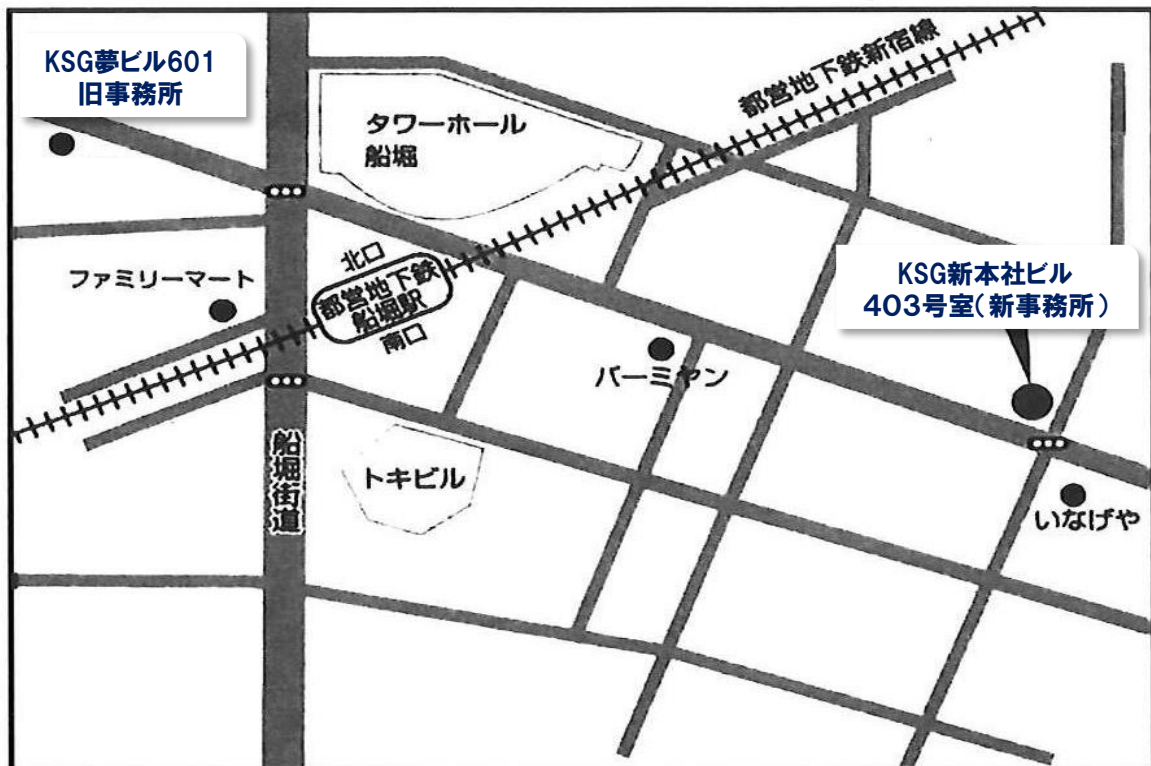 KSG夢ビル601
旧事務所
都営地下鉄新宿線
タワーホール
船堀
KSG新本社ビル
403号室(新事務所)
北口
ファミリーマート
都営地下鉄
船堀駅
南口
バーミヤン
船堀街道
トキビル
いなげや